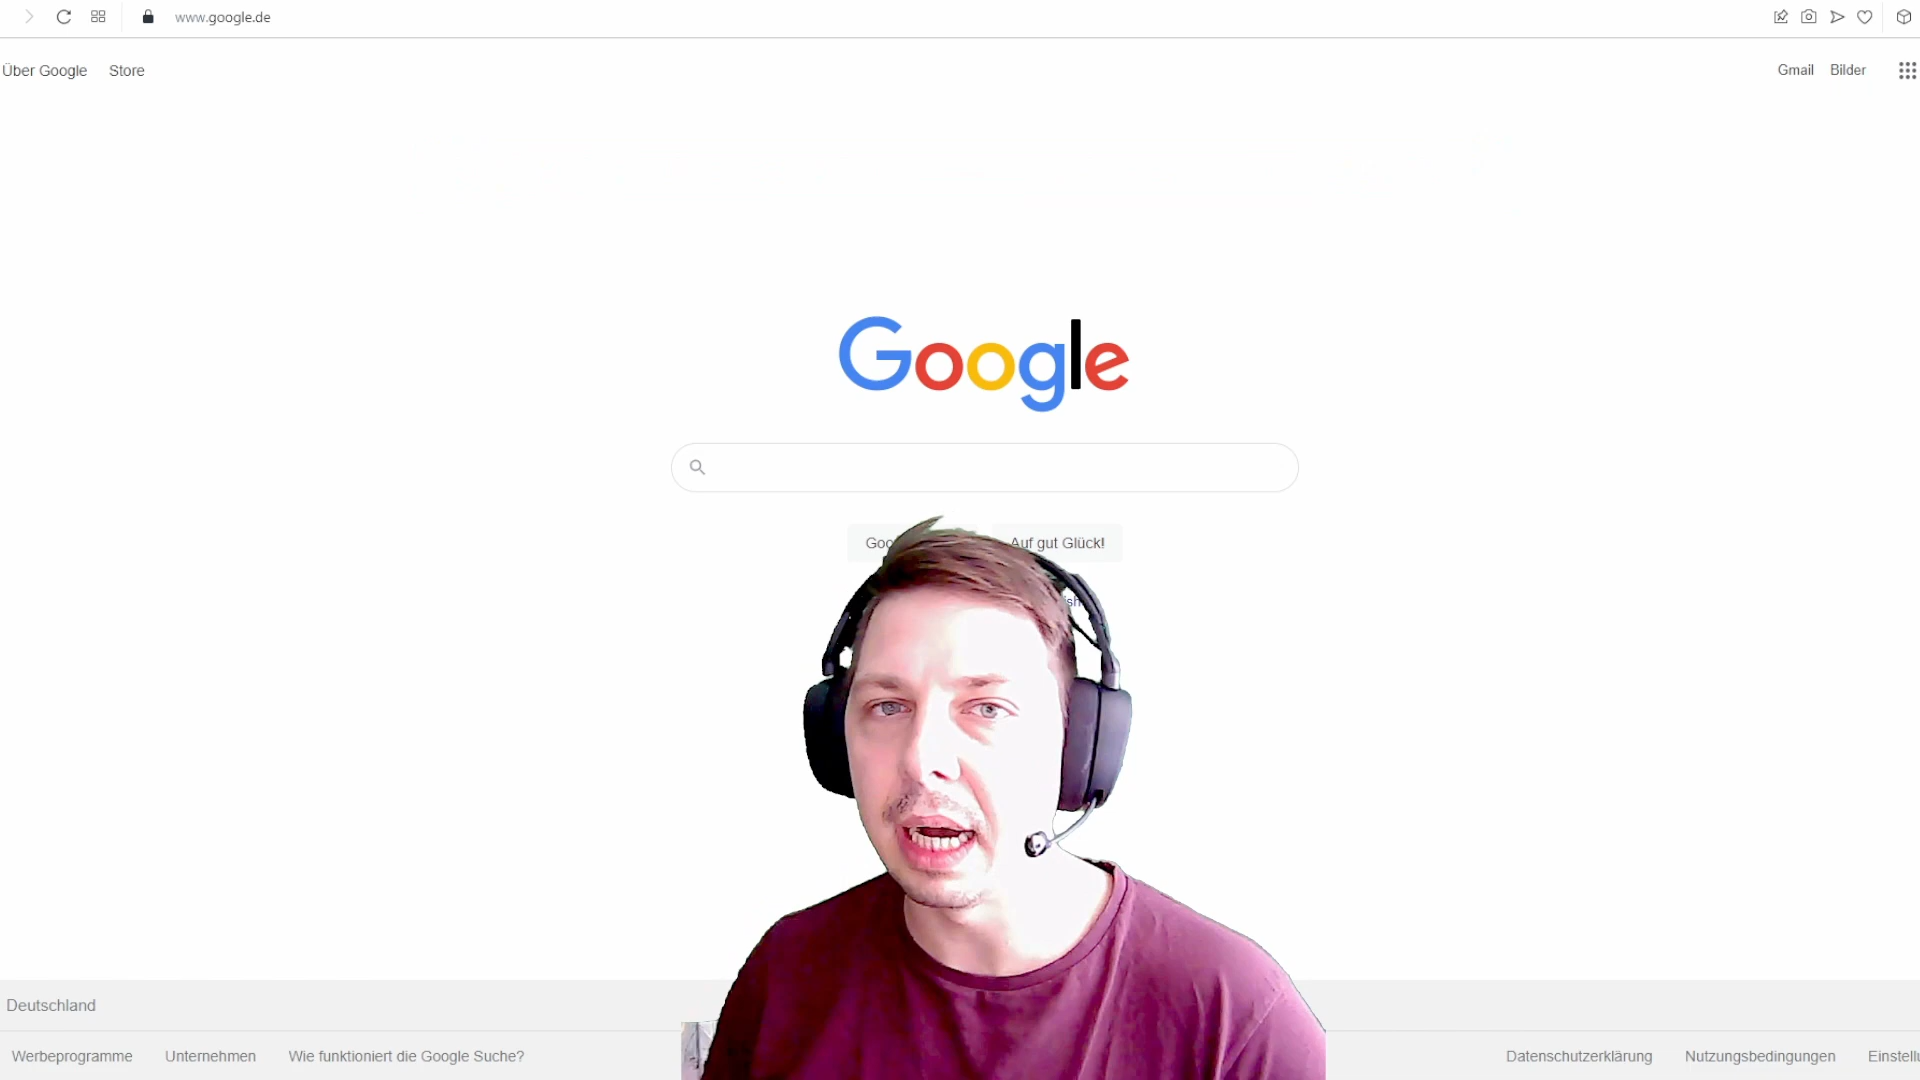 www.google.de
Über Google Store
Gmail Bilder
Google
Auf gut Glück!
Deutschland
Werbeprogramme Unternehmen Wie funktioniert die Google Suche?
Datenschutzerklärung Nutzungsbedingungen